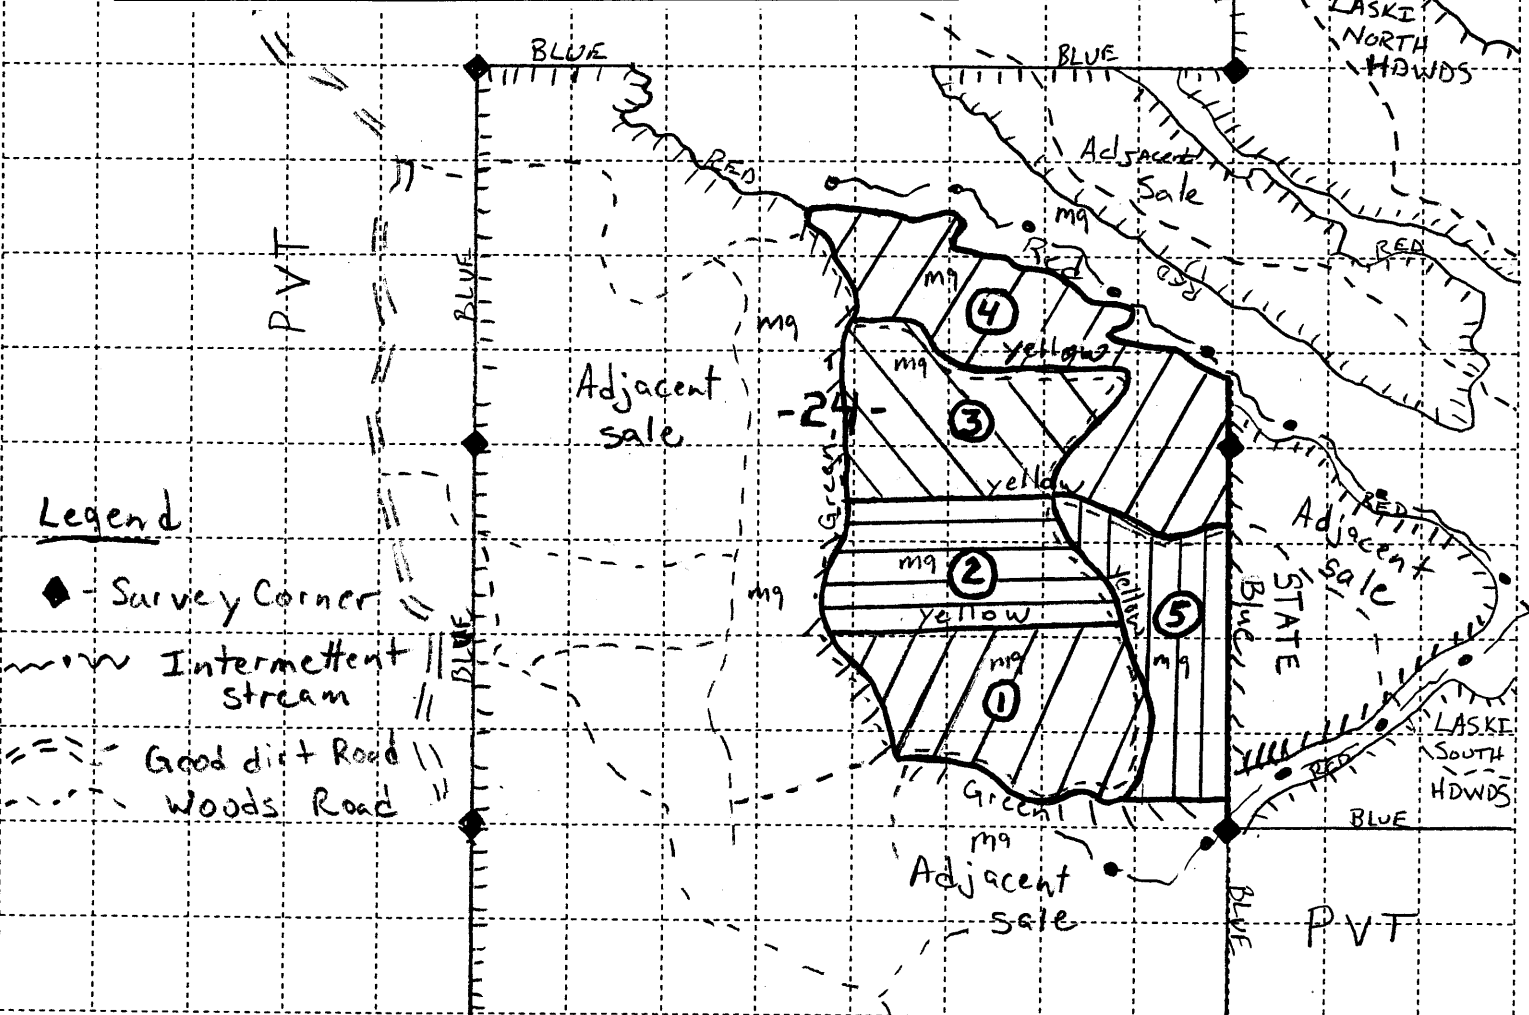 LASKI
NORTH
HDWDS
BLUE
BLUE
RED
Adjacent
Sale
mg
PVT
BLUE
mg
Red
RED
RED
mg
4
yellow
mg
Adjacent
sale
-24-
3
Green
yellow
RED
Adjacent
sale
Legend
- Survey Corner
Intermettent
stream
Good dirt Road
Woods Road
BLUE
mg
mg
2
yellow
yellow
5
mg
Blue
STATE
mg
1
Green
mg
Adjacent
sale
RED
LASKI
SOUTH
HDWDS
BLUE
BLUE
PVT